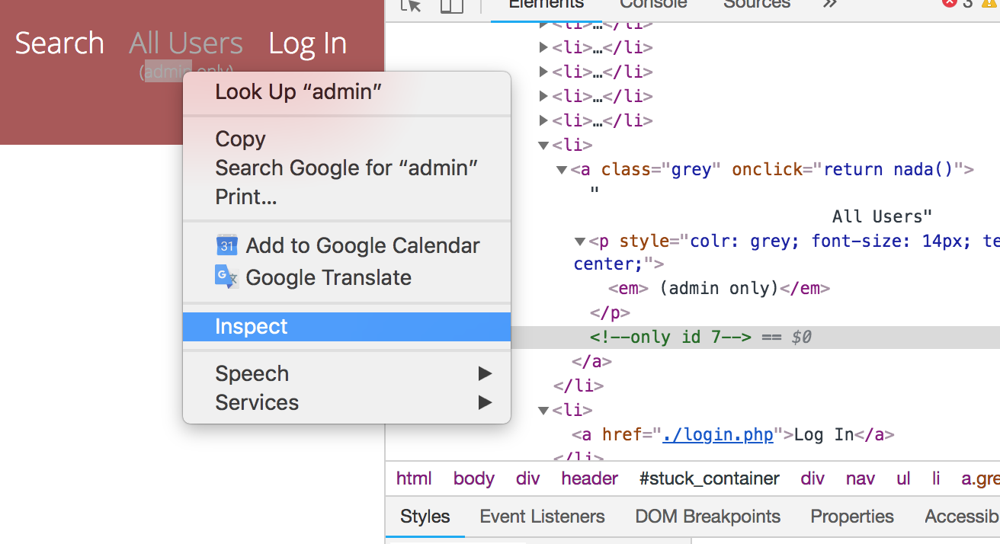 Search All Users Log In
(admin only)
Look Up “admin”
Copy
Search Google for “admin”
Print...
31 Add to Google Calendar
G Google Translate
Inspect
Speech
Services
Elements Console Sources » 3
<li>…</li>
<li>…</li>
<li>…</li>
<li>…</li>
<li>…</li>
<li>
<a class="grey" onclick="return nada()">
"
All Users"
<p style="colr: grey; font-size: 14px; te
center;">
<em> (admin only)</em>
</p>
<!--only id 7--> == $0
</a>
</li>
<li>
<a href="./login.php">Log In</a>
</li>
html body div header #stuck_container div nav ul li a.gre
Styles Event Listeners DOM Breakpoints Properties Accessib